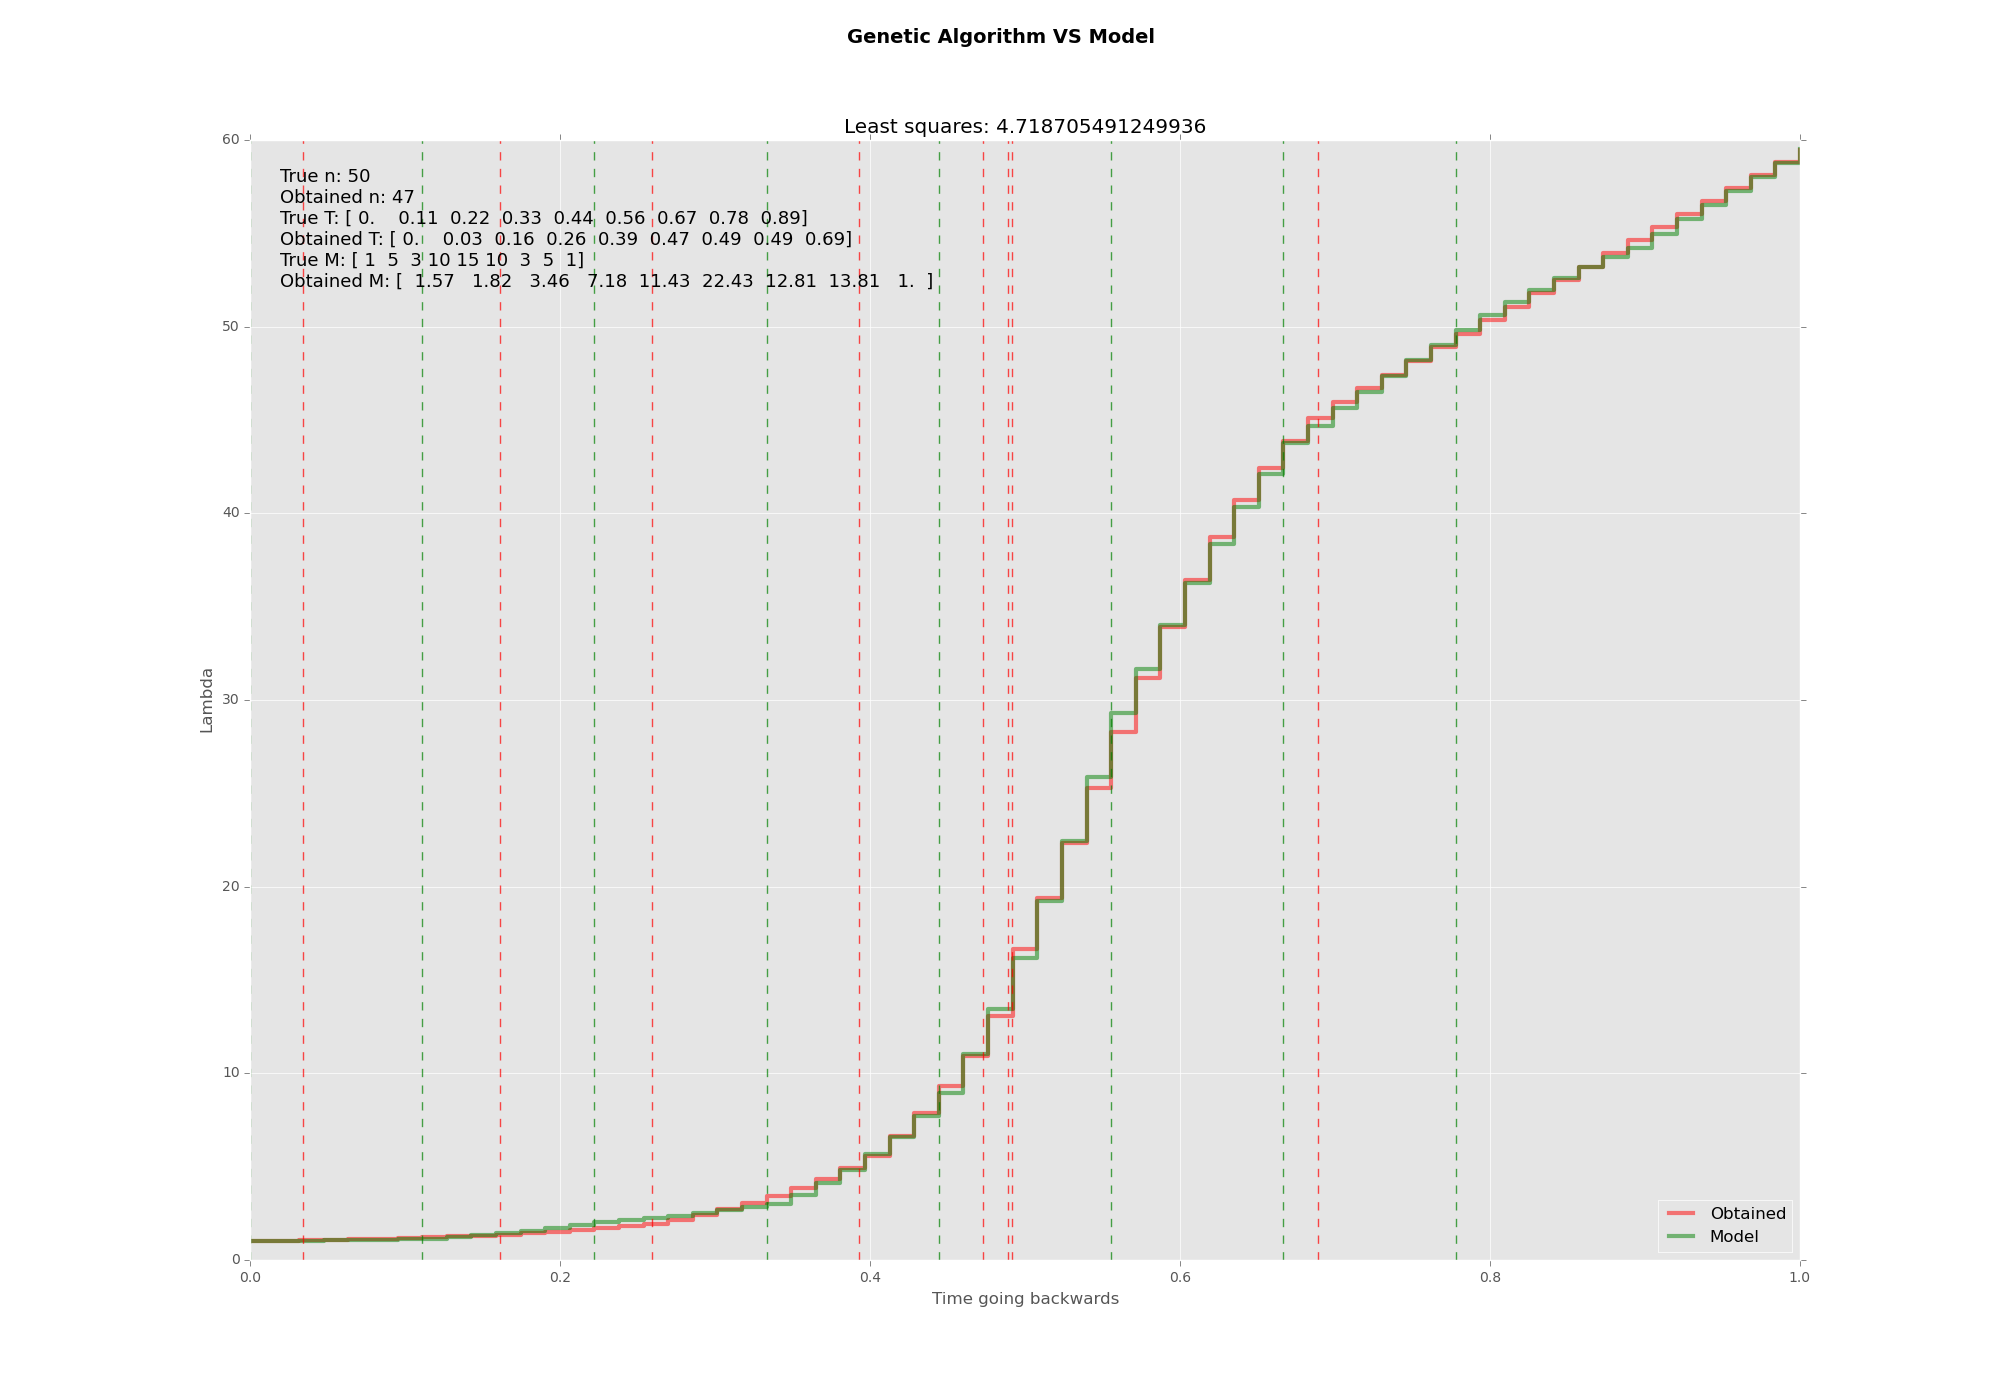 Genetic Algorithm VS Model
Least squares: 4.718705491249936
60
True n: 50
Obtained n: 47
True T: [ 0.    0.11  0.22  0.33  0.44  0.56  0.67  0.78  0.89]
Obtained T: [ 0.    0.03  0.16  0.26  0.39  0.47  0.49  0.49  0.69]
True M: [ 1  5  3 10 15 10  3  5  1]
Obtained M: [  1.57   1.82   3.46   7.18  11.43  22.43  12.81  13.81   1.  ]
50
40
30
Lambda
20
10
Obtained
Model
0
0.0 0.2 0.4 0.6 0.8 1.0
Time going backwards